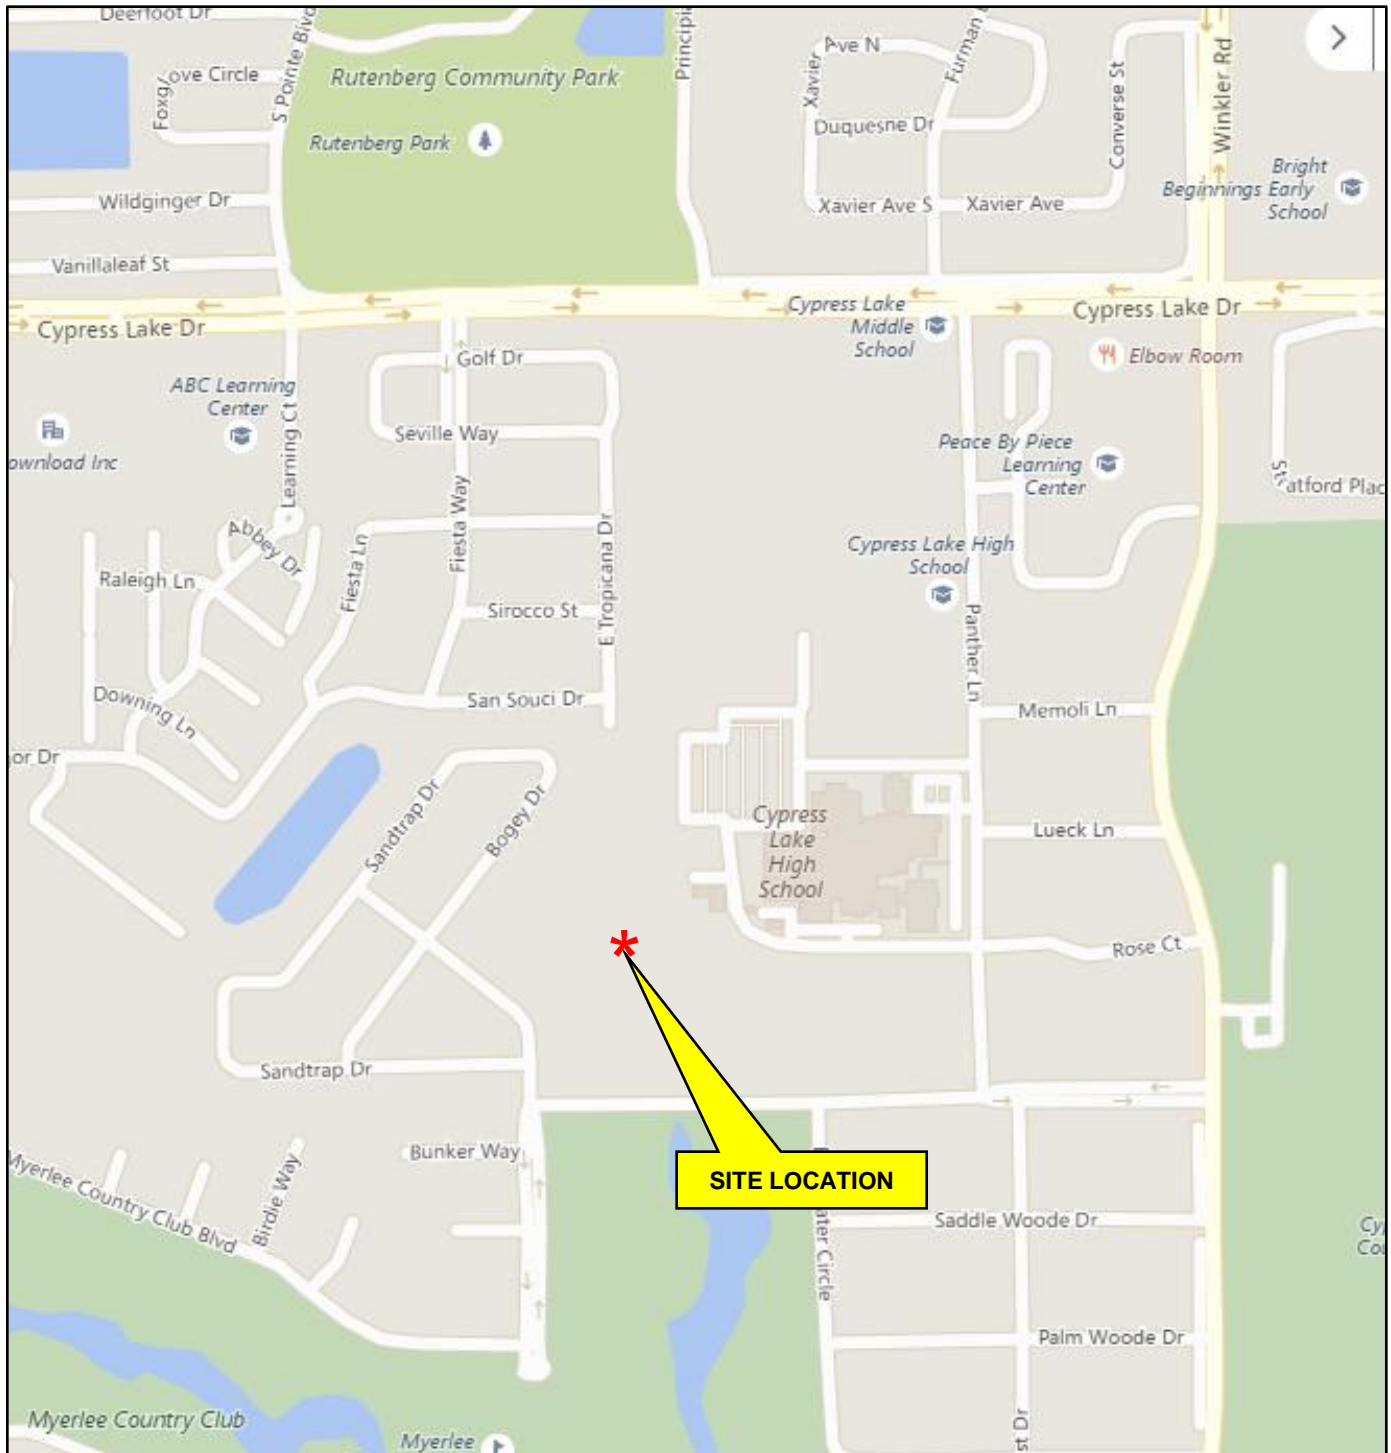 Deerfoot Dr
S Pointe Blvd
Foxglove Circle
Rutenberg Community Park
Rutenberg Park
Wildginger Dr
Vanillaleaf St
Cypress Lake Dr
Xavier
Ave N
Duquesne Dr
Xavier Ave S
Xavier Ave
Converse St
Winkler Rd
Bright
Beginnings Early
School
Cypress Lake
Middle
School
Cypress Lake Dr
Elbow Room
Golf Dr
ABC Learning
Center
Learning Ct
Seville Way
Peace By Piece
Learning
Center
Fiesta Way
Abbey Dr
Raleigh Ln
Fiesta Ln
Sirocco St
E Tropicana Dr
Cypress Lake High
School
Panther Ln
San Souci Dr
Downing Ln
Memoli Ln
or Dr
Sandtrap Dr
Bogey Dr
Cypress
Lake
High
School
Lueck Ln
Rose Ct
Sandtrap Dr
Bunker Way
SITE LOCATION
Myerlee Country Club Blvd
Birdie Way
ater Circle
Saddle Woode Dr
Palm Woode Dr
Myerlee Country Club
Myerlee
st Dr